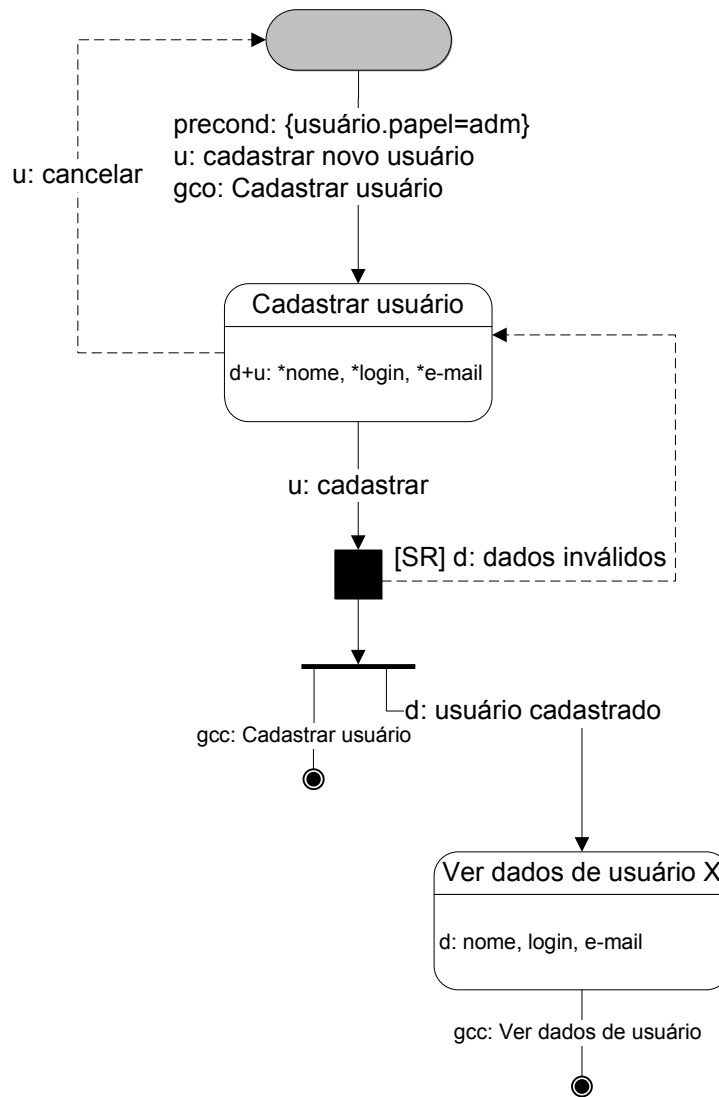 precond: {usuário.papel=adm}
u: cadastrar novo usuário
gco: Cadastrar usuário
u: cancelar
Cadastrar usuário
d+u: *nome, *login, *e-mail
u: cadastrar
[SR] d: dados inválidos
d: usuário cadastrado
gcc: Cadastrar usuário
Ver dados de usuário X
d: nome, login, e-mail
gcc: Ver dados de usuário